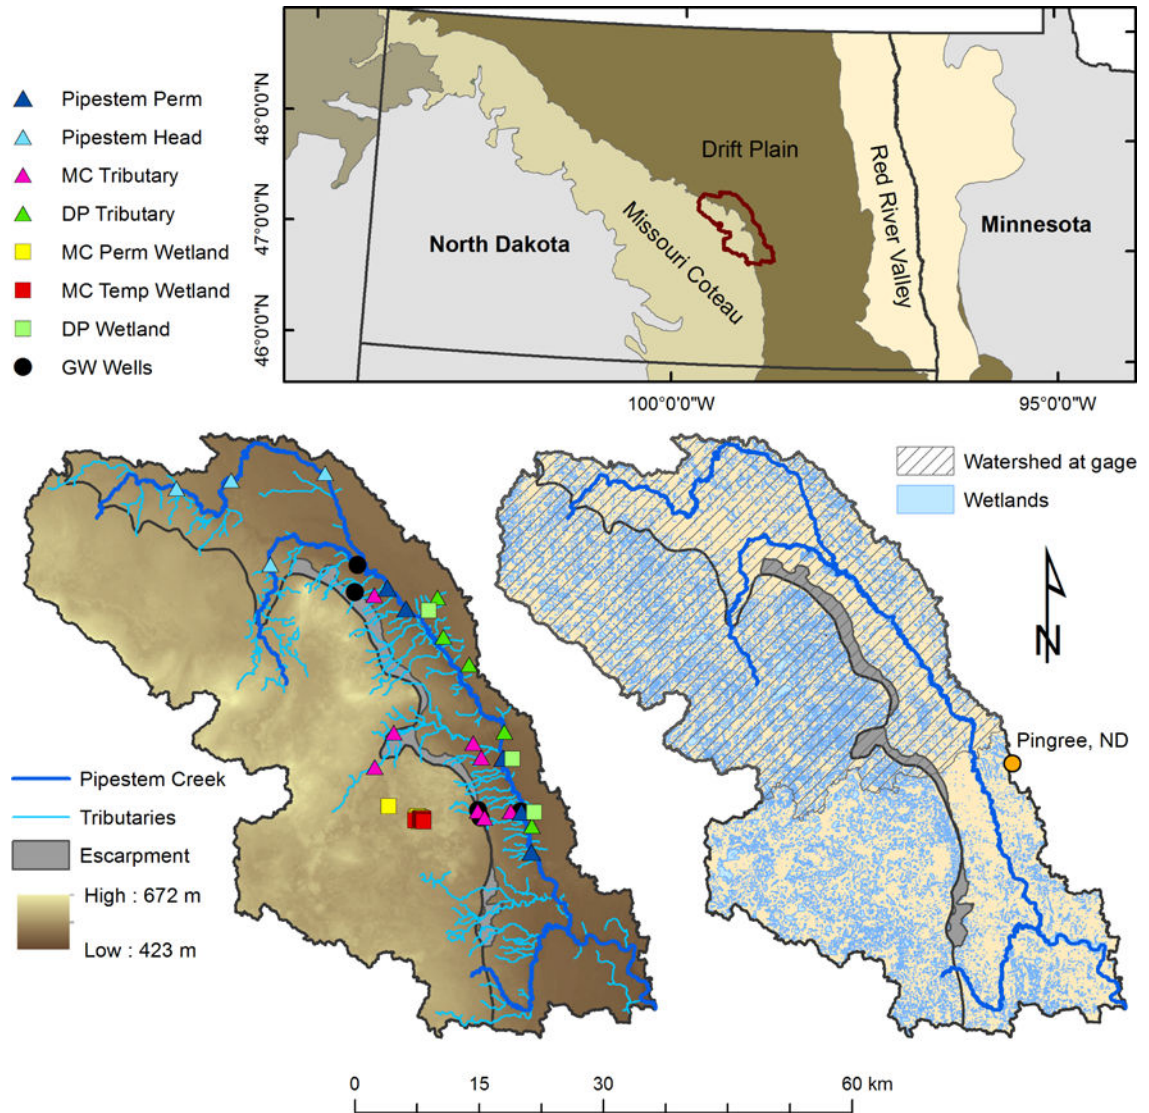 Pipestem Perm
Pipestem Head
MC Tributary
DP Tributary
MC Perm Wetland
MC Temp Wetland
DP Wetland
GW Wells
48°0'0"N
47°0'0"N
46°0'0"N
Drift Plain
Red River Valley
Minnesota
North Dakota
Missouri Coteau
100°0'0"W
95°0'0"W
Watershed at gage
Wetlands
N
Pingree, ND
Pipestem Creek
Tributaries
Escarpment
High : 672 m
Low : 423 m
0 15 30 60 km